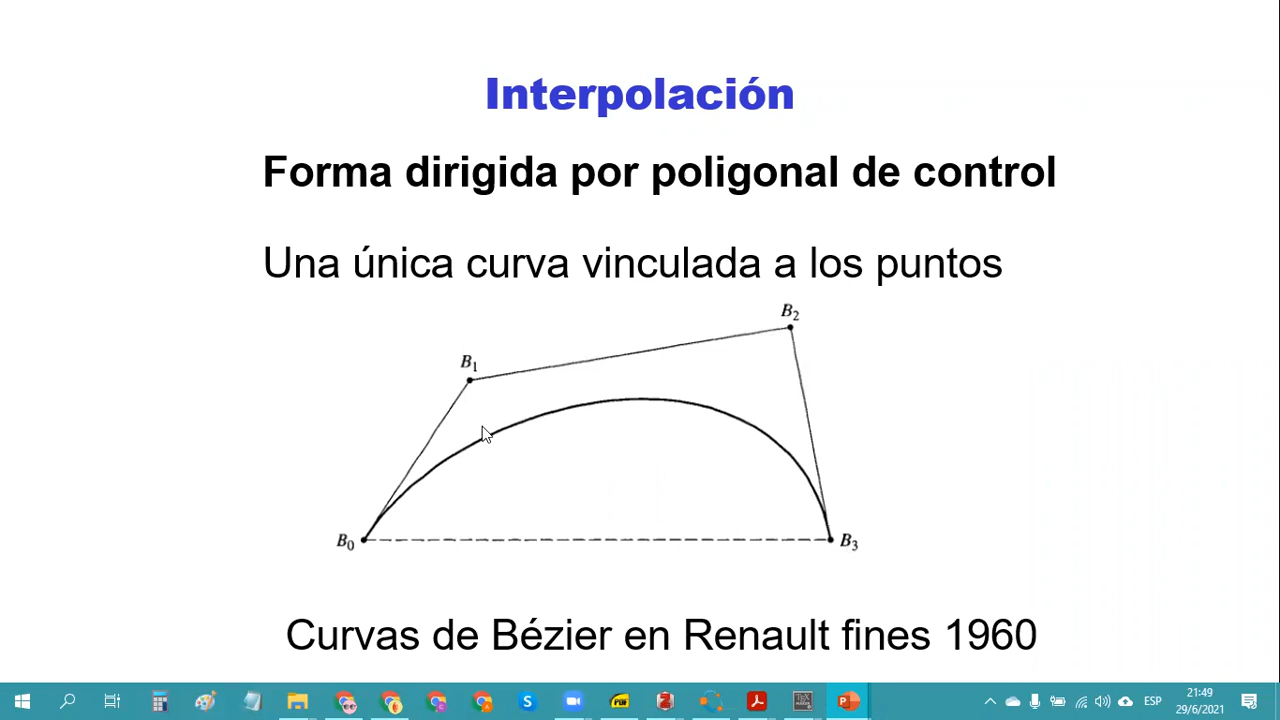 Interpolación
Forma dirigida por poligonal de control
Una única curva vinculada a los puntos
B2
B1
B0
B3
Curvas de Bézier en Renault fines 1960
ESP
21:49
29/6/2021